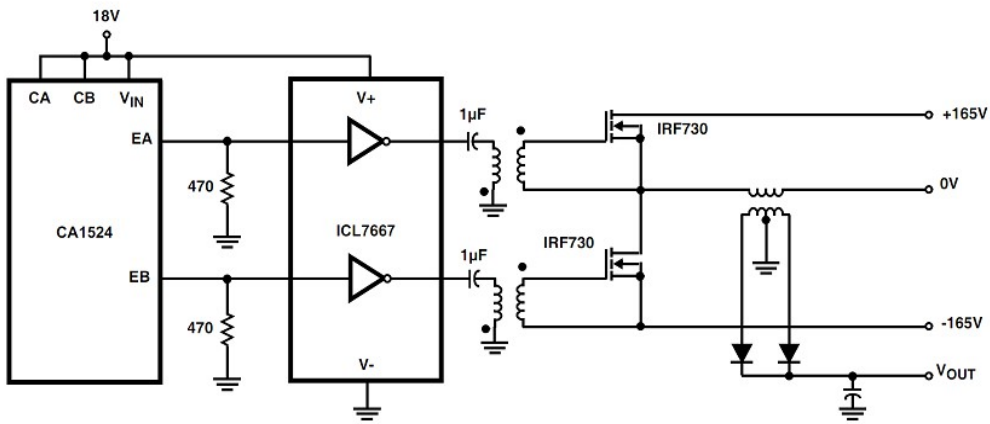 18V
CA CB VIN
V+
EA
470
CA1524
EB
470
ICL7667
V-
1µF
1µF
IRF730
IRF730
+165V
0V
-165V
VOUT